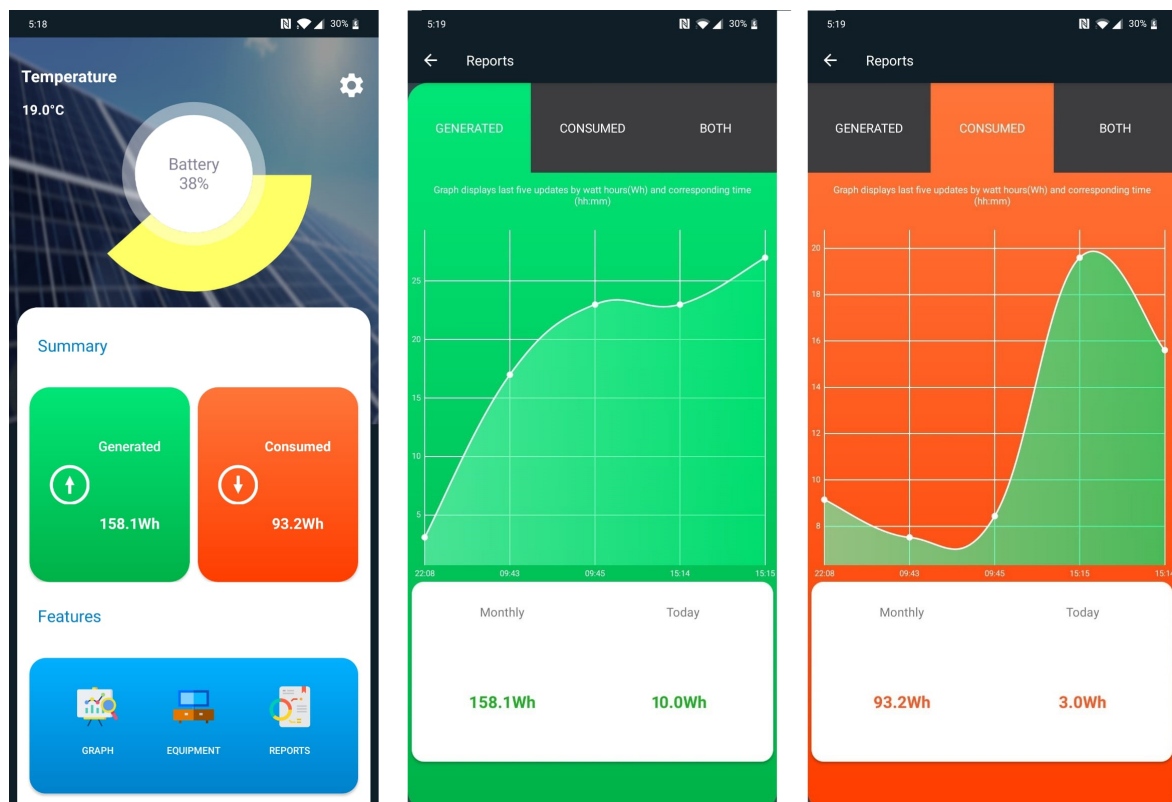 5:18
30%
Temperature
19.0°C
Battery
38%
Summary
Generated
158.1Wh
Consumed
93.2Wh
Features
GRAPH
EQUIPMENT
REPORTS
5:19
30%
Reports
GENERATED
CONSUMED
BOTH
Graph displays last five updates by watt hours(Wh) and corresponding time
(hh:mm)
25
20
15
10
5
22:08
09:43
09:45
15:14
15:15
Monthly
Today
158.1Wh
10.0Wh
5:19
30%
Reports
GENERATED
CONSUMED
BOTH
Graph displays last five updates by watt hours(Wh) and corresponding time
(hh:mm)
20
18
16
14
12
10
8
22:08
09:43
09:45
15:15
15:14
Monthly
Today
93.2Wh
3.0Wh